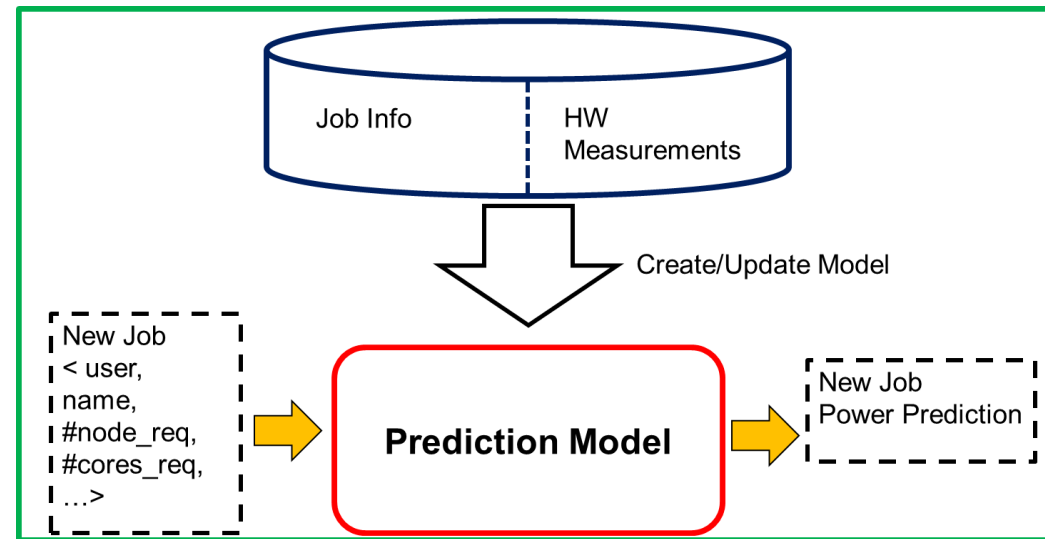 Job Info
HW
Measurements
Create/Update Model
New Job
< user,
name,
#node_req,
#cores_req,
...>
Prediction Model
New Job
Power Prediction